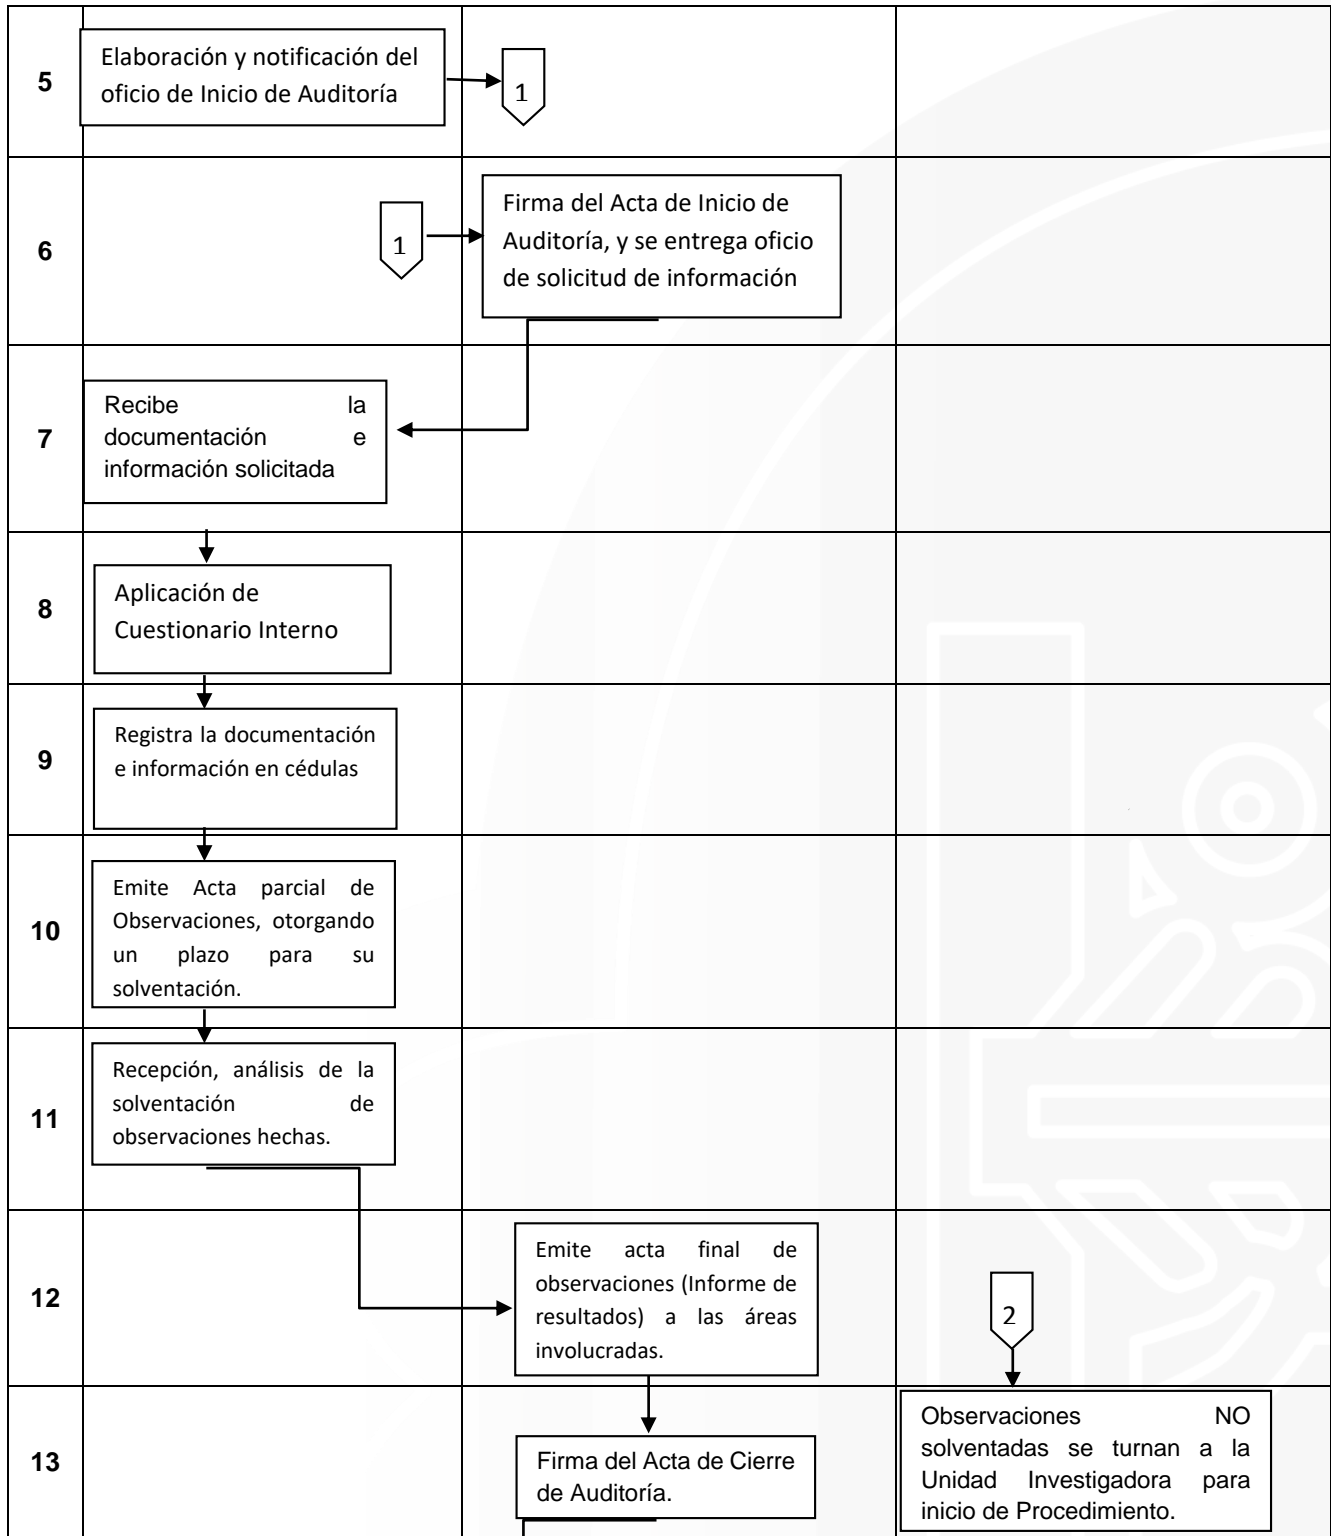 5
Elaboración y notificación del
oficio de Inicio de Auditoría
1
6
1
Firma del Acta de Inicio de
Auditoría, y se entrega oficio
de solicitud de información
7
Recibe la
documentación e
información solicitada
8
Aplicación de
Cuestionario Interno
9
Registra la documentación
e información en cédulas
10
Emite Acta parcial de
Observaciones, otorgando
un plazo para su
solventación.
11
Recepción, análisis de la
solventación de
observaciones hechas.
12
Emite acta final de
observaciones (Informe de
resultados) a las áreas
involucradas.
2
13
Firma del Acta de Cierre
de Auditoría.
Observaciones NO
solventadas se turnan a la
Unidad Investigadora para
inicio de Procedimiento.